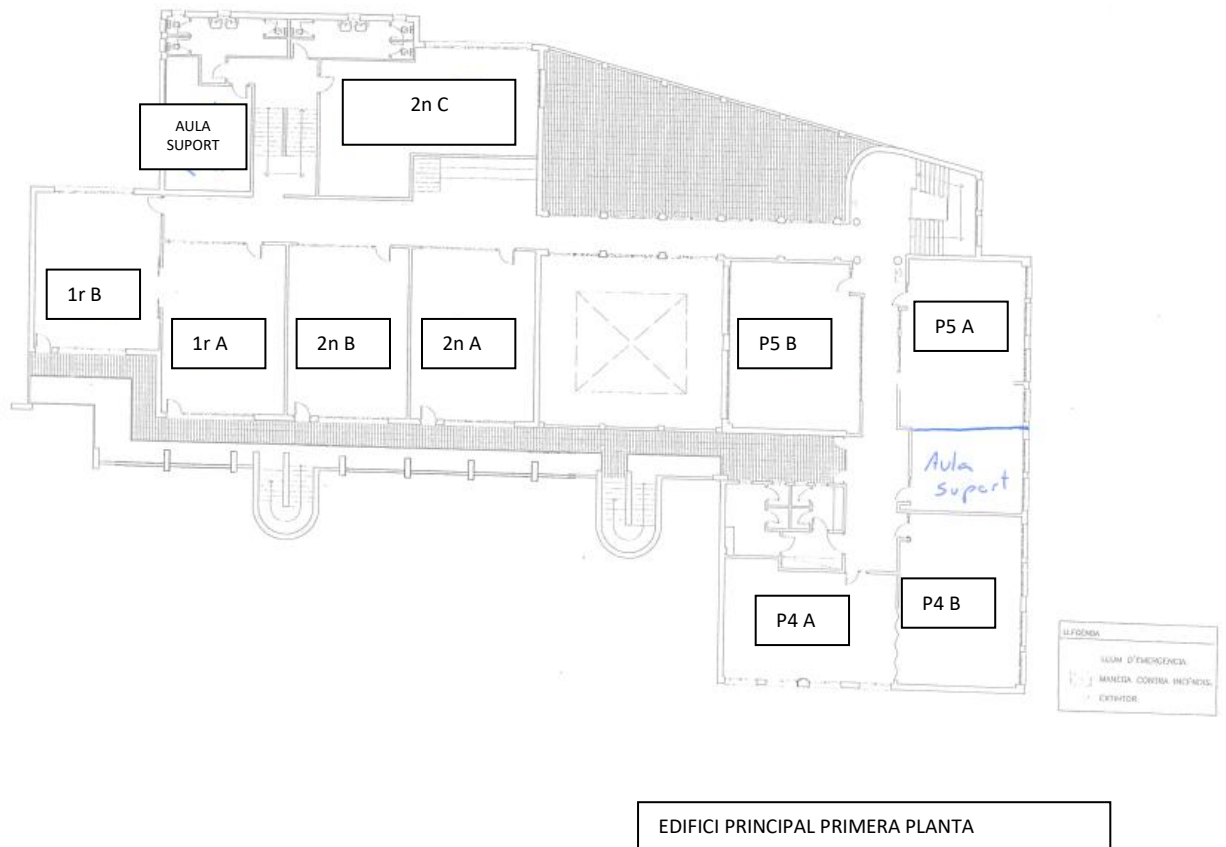 2n C
AULA
SUPORT
1r B
1r A
2n B
2n A
P5 B
P5 A
Aula
suport
P4 A
P4 B
LLEGENDA
LLUM D'EMERGENCIA
MANEGA CONTRA INCENDIS.
EXTINTOR
EDIFICI PRINCIPAL PRIMERA PLANTA